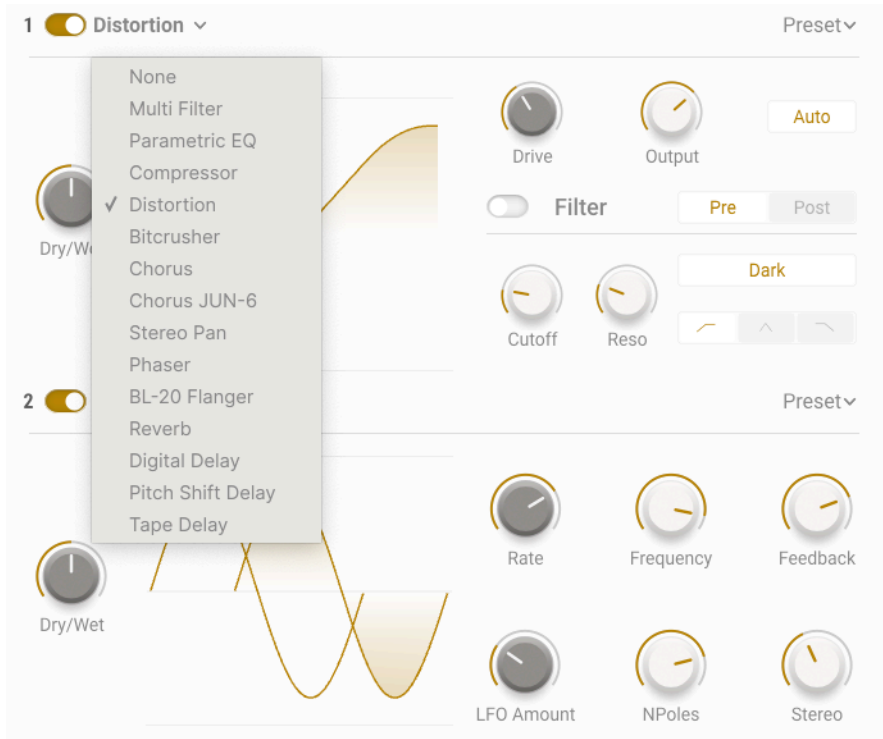 1 Distortion Preset
None
Multi Filter
Parametric EQ
Compressor
✓ Distortion
Bitcrusher
Chorus
Chorus JUN-6
Stereo Pan
Phaser
BL-20 Flanger
Reverb
Digital Delay
Pitch Shift Delay
Tape Delay
Dry/We
Drive Output Auto
Filter Pre Post
Cutoff Reso Dark
2 Preset
Dry/Wet
Rate Frequency Feedback
LFO Amount NPoles Stereo